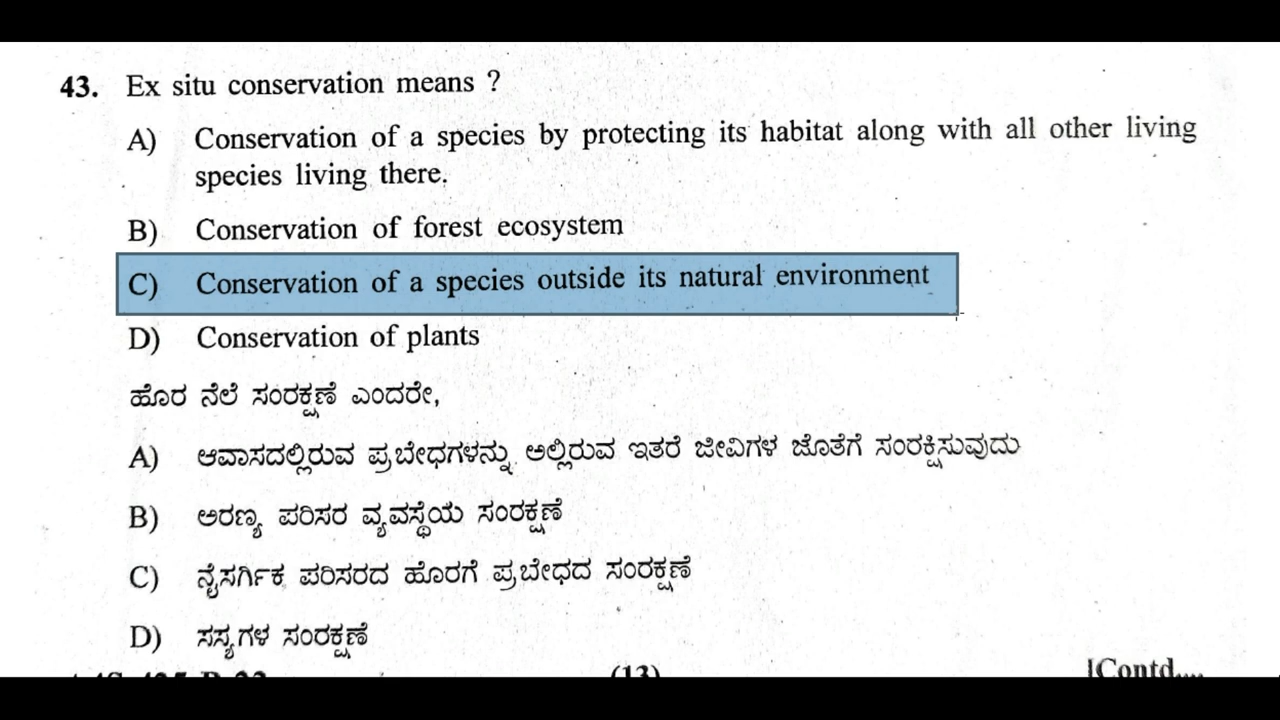 43. Ex situ conservation means ?
A) Conservation of a species by protecting its habitat along with all other living
species living there.
B) Conservation of forest ecosystem
C) Conservation of a species outside its natural environment
D) Conservation of plants
ಹೊರ ನೆಲೆ ಸಂರಕ್ಷಣೆ ಎಂದರೇ,
A) ಆವಾಸದಲ್ಲಿರುವ ಪ್ರಬೇಧಗಳನ್ನು ಅಲ್ಲಿರುವ ಇತರೆ ಜೀವಿಗಳ ಜೊತೆಗೆ ಸಂರಕ್ಷಿಸುವುದು
B) ಅರಣ್ಯ ಪರಿಸರ ವ್ಯವಸ್ಥೆಯ ಸಂರಕ್ಷಣೆ
C) ನೈಸರ್ಗಿಕ ಪರಿಸರದ ಹೊರಗೆ ಪ್ರಬೇಧದ ಸಂರಕ್ಷಣೆ
D) ಸಸ್ಯಗಳ ಸಂರಕ್ಷಣೆ
(13) [Contd....